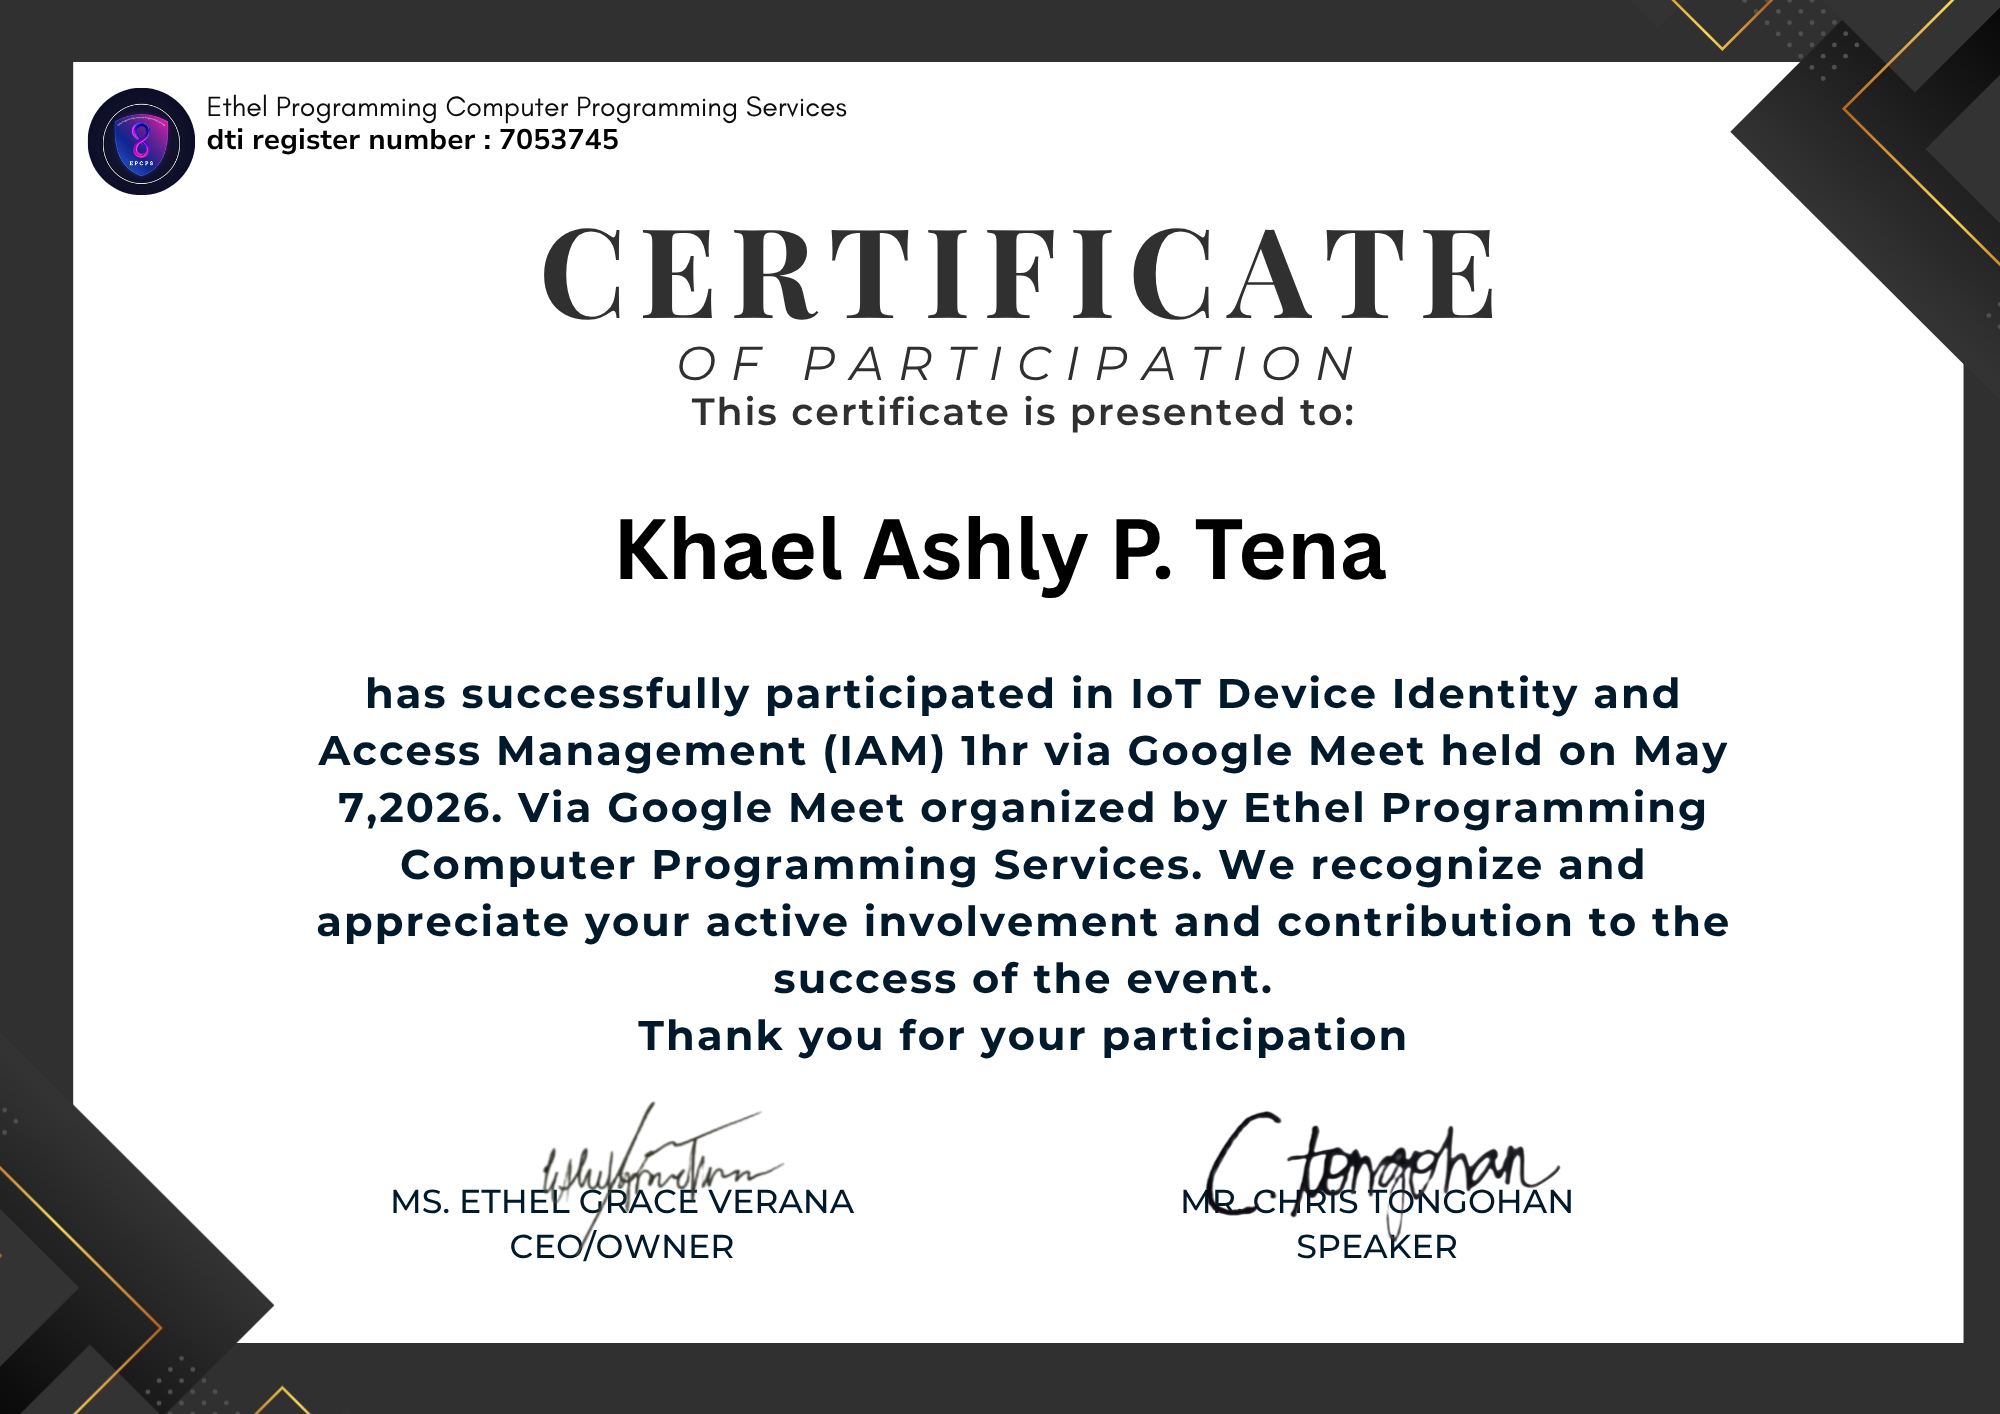 Ethel Programming Computer Programming Services
dti register number : 7053745
EPCPS
CERTIFICATE
OF PARTICIPATION
This certificate is presented to:
Khael Ashly P. Tena
has successfully participated in IoT Device Identity and
Access Management (IAM) 1hr via Google Meet held on May
7,2026. Via Google Meet organized by Ethel Programming
Computer Programming Services. We recognize and
appreciate your active involvement and contribution to the
success of the event.
Thank you for your participation
C tongohan
MS. ETHEL GRACE VERANA
CEO/OWNER
MR. CHRIS TONGOHAN
SPEAKER